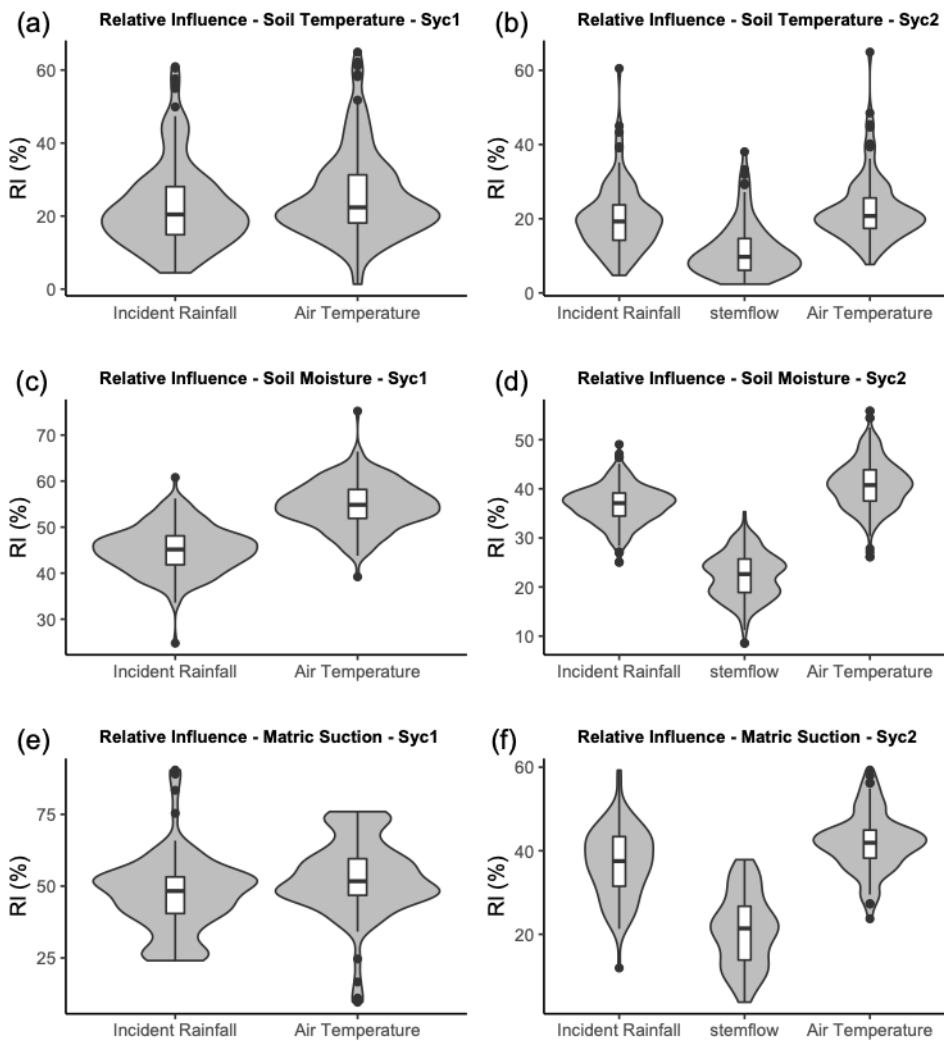 (a) Relative Influence - Soil Temperature - Syc1
RI (%)
60
40
20
0
Incident Rainfall Air Temperature
(b) Relative Influence - Soil Temperature - Syc2
RI (%)
60
40
20
0
Incident Rainfall stemflow Air Temperature
(c) Relative Influence - Soil Moisture - Syc1
RI (%)
70
60
50
40
30
Incident Rainfall Air Temperature
(d) Relative Influence - Soil Moisture - Syc2
RI (%)
50
40
30
20
10
Incident Rainfall stemflow Air Temperature
(e) Relative Influence - Matric Suction - Syc1
RI (%)
75
50
25
Incident Rainfall Air Temperature
(f) Relative Influence - Matric Suction - Syc2
RI (%)
60
40
20
Incident Rainfall stemflow Air Temperature